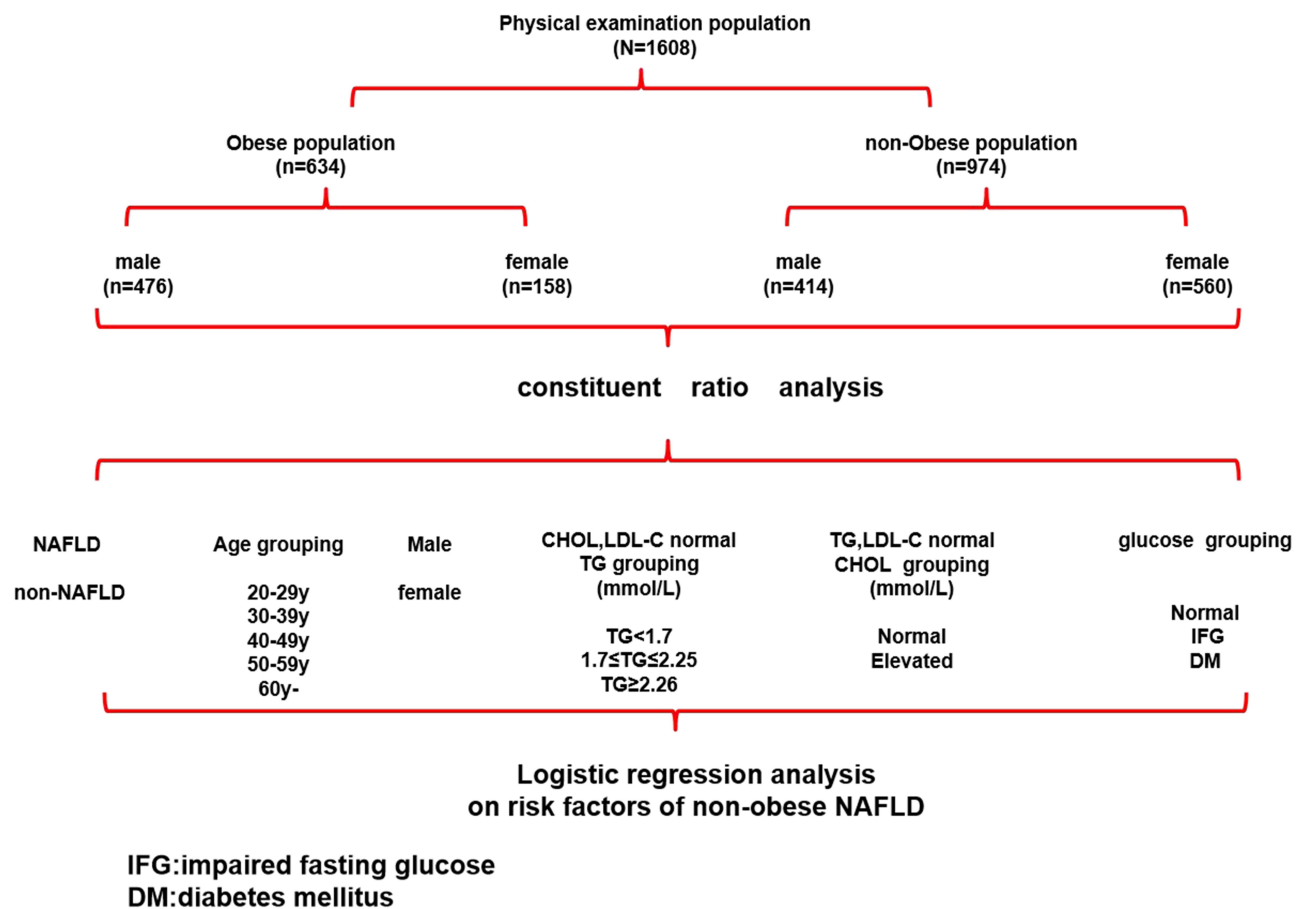 Physical examination population
(N=1608)
Obese population
(n=634)
non-Obese population
(n=974)
male
(n=476)
female
(n=158)
male
(n=414)
female
(n=560)
constituent ratio analysis
NAFLD
non-NAFLD
Age grouping
20-29y
30-39y
40-49y
50-59y
60y-
Male
female
CHOL,LDL-C normal
TG grouping
(mmol/L)
TG<1.7
1.7≤TG≤2.25
TG≥2.26
TG,LDL-C normal
CHOL grouping
(mmol/L)
Normal
Elevated
glucose grouping
Normal
IFG
DM
Logistic regression analysis
on risk factors of non-obese NAFLD
IFG:impaired fasting glucose
DM:diabetes mellitus